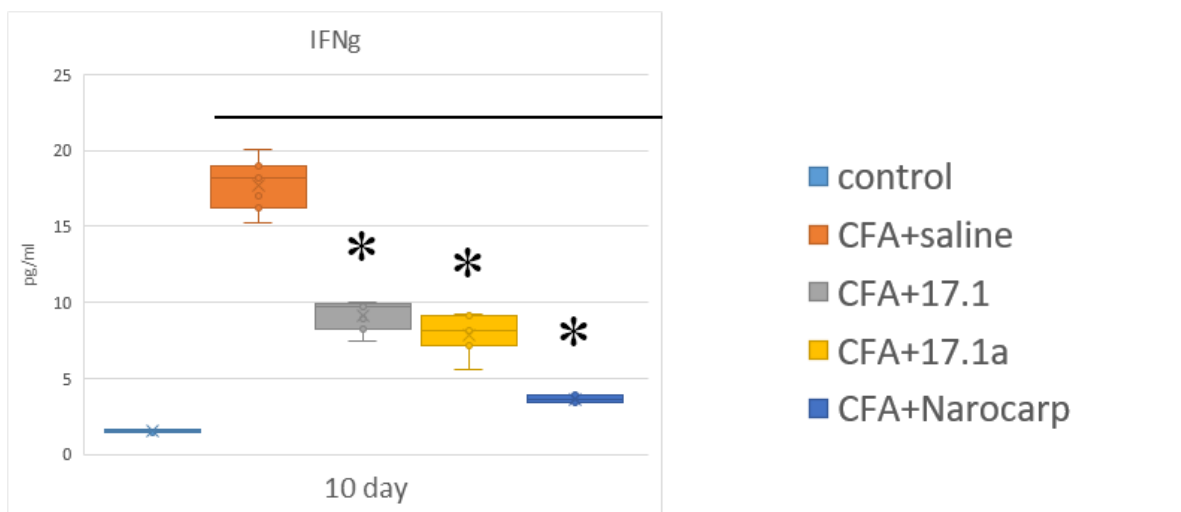 IFNg
25
20
15
10
5
0
pg/ml
* * *
10 day
control
CFA+saline
CFA+17.1
CFA+17.1a
CFA+Narocarp